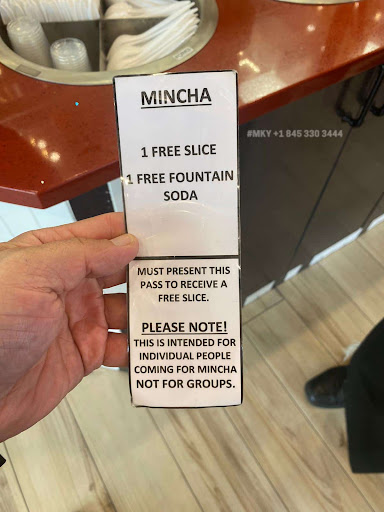 #MKY +1 845 330 3444
MINCHA
1 FREE SLICE
1 FREE FOUNTAIN
SODA
MUST PRESENT THIS
PASS TO RECEIVE A
FREE SLICE.
PLEASE NOTE!
THIS IS INTENDED FOR
INDIVIDUAL PEOPLE
COMING FOR MINCHA
NOT FOR GROUPS.